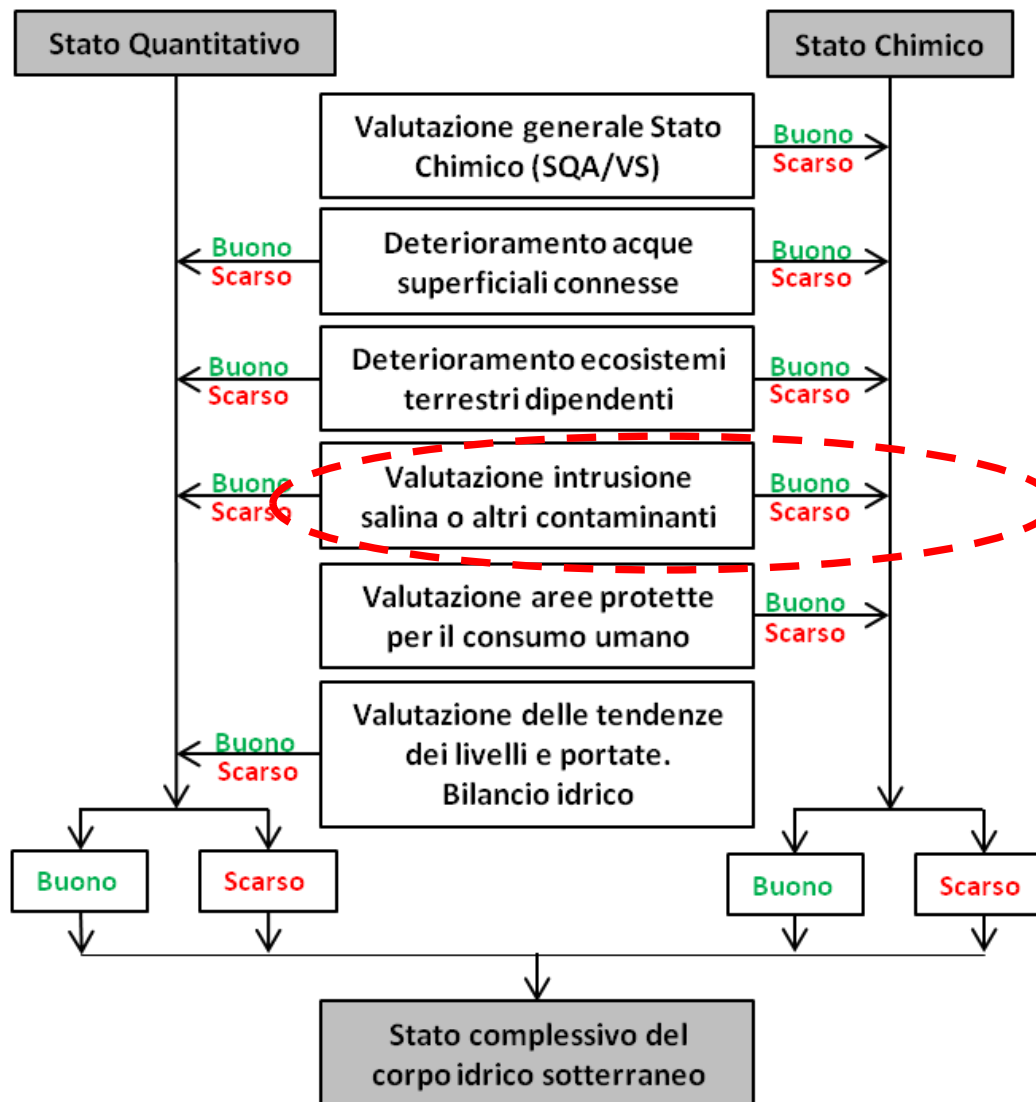 Stato Quantitativo
Stato Chimico
Valutazione generale Stato
Chimico (SQA/VS)
Buono
Scarso
Buono
Scarso
Deterioramento acque
superficiali connesse
Buono
Scarso
Buono
Scarso
Deterioramento ecosistemi
terrestri dipendenti
Buono
Scarso
Buono
Scarso
Valutazione intrusione
salina o altri contaminanti
Buono
Scarso
Valutazione aree protette
per il consumo umano
Buono
Scarso
Buono
Scarso
Valutazione delle tendenze
dei livelli e portate.
Bilancio idrico
Buono
Scarso
Buono
Scarso
Stato complessivo del
corpo idrico sotterraneo